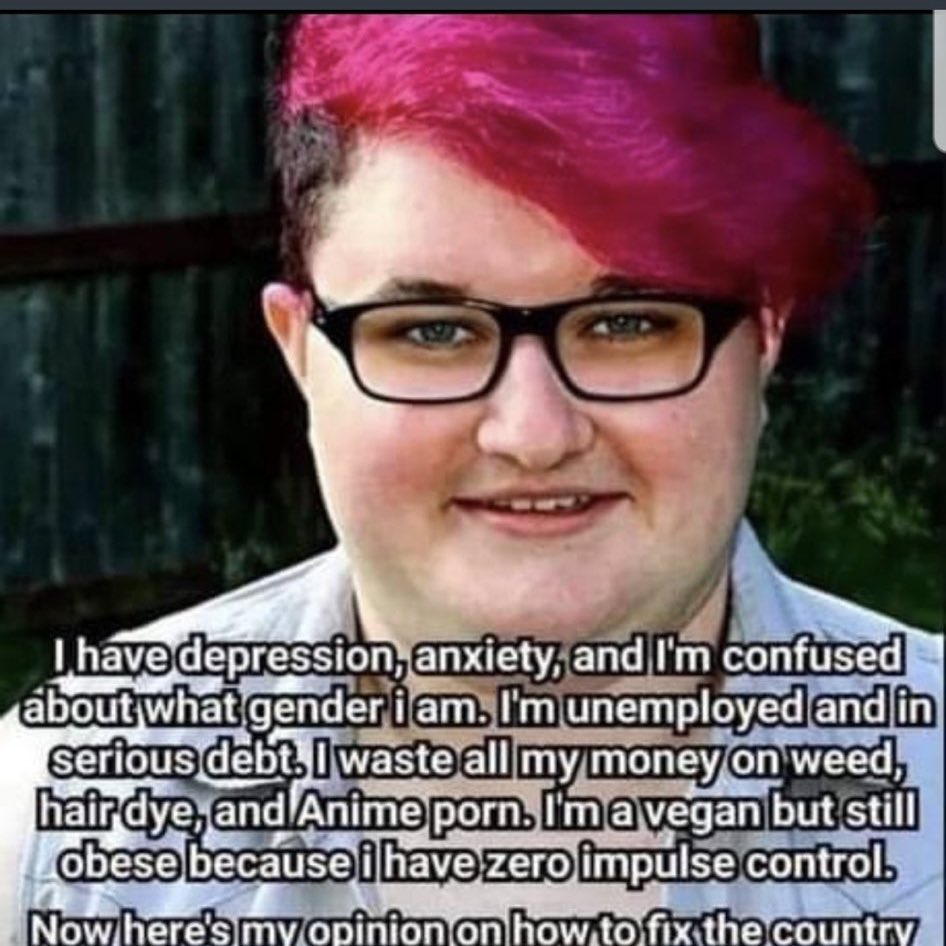 I have depression, anxiety, and I'm confused
about what gender i am. I'm unemployed and in
serious debt. I waste all my money on weed,
hair dye, and Anime porn. I'm a vegan but still
obese because i have zero impulse control.
Now here's my opinion on how to fix the country